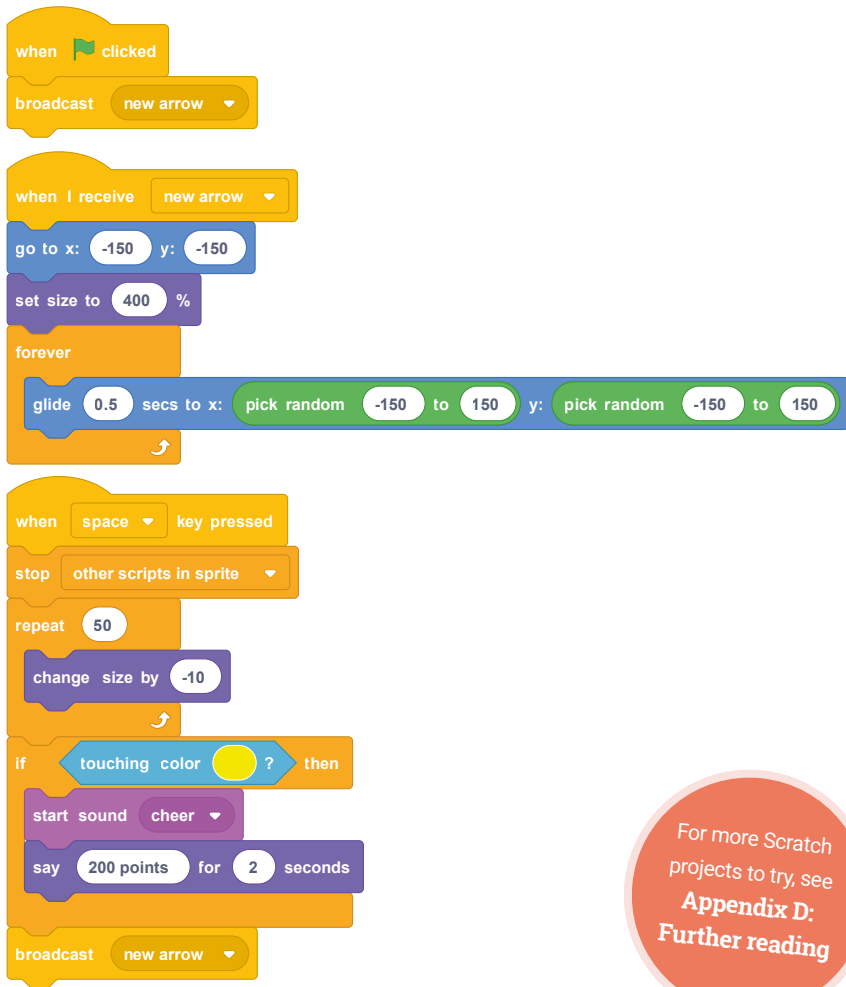 when clicked
broadcast new arrow
when I receive new arrow
go to x: -150 y: -150
set size to 400 %
forever
glide 0.5 secs to x: pick random -150 to 150 y: pick random -150 to 150
when space key pressed
stop other scripts in sprite
repeat 50
change size by -10
if touching color ? then
start sound cheer
say 200 points for 2 seconds
broadcast new arrow
For more Scratch
projects to try, see
Appendix D:
Further reading